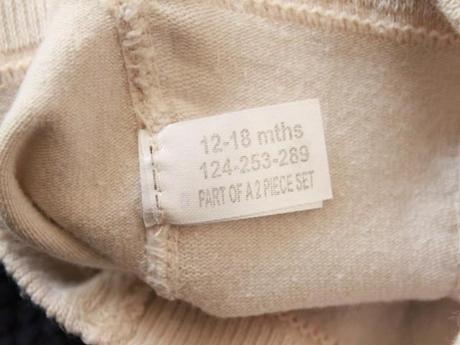 12-18 mths
124-253-289
PART OF A 2 PIECE SET